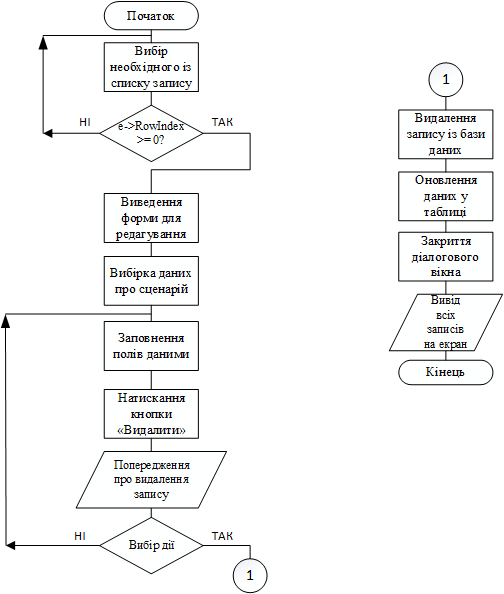 Початок
Вибір
необхідного із
списку запису
НІ
e->RowIndex
>= 0?
ТАК
Виведення
форми для
редагування
Вибірка даних
про сценарій
Заповнення
полів даними
Натискання
кнопки
«Видалити»
Попередження
про видалення
запису
НІ
Вибір дії
ТАК
1
1
Видалення
запису із бази
даних
Оновлення
даних у
таблиці
Закриття
діалогового
вікна
Вивід
всіх
записів
на екран
Кінець